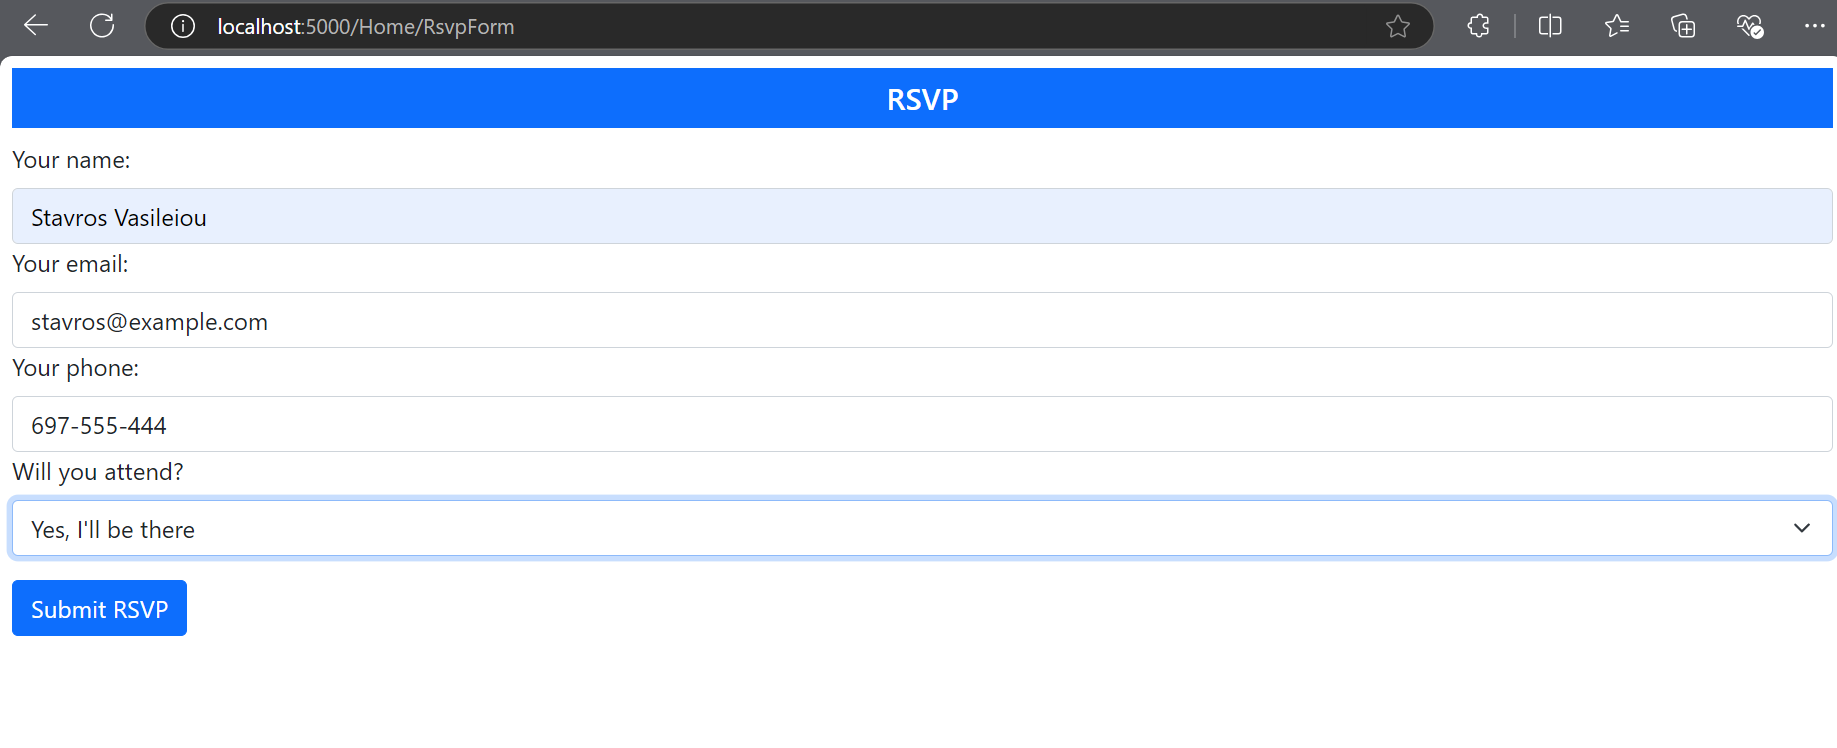 localhost:5000/Home/RsvpForm
RSVP
Your name:
Stavros Vasileiou
Your email:
stavros@example.com
Your phone:
697-555-444
Will you attend?
Yes, I'll be there
Submit RSVP